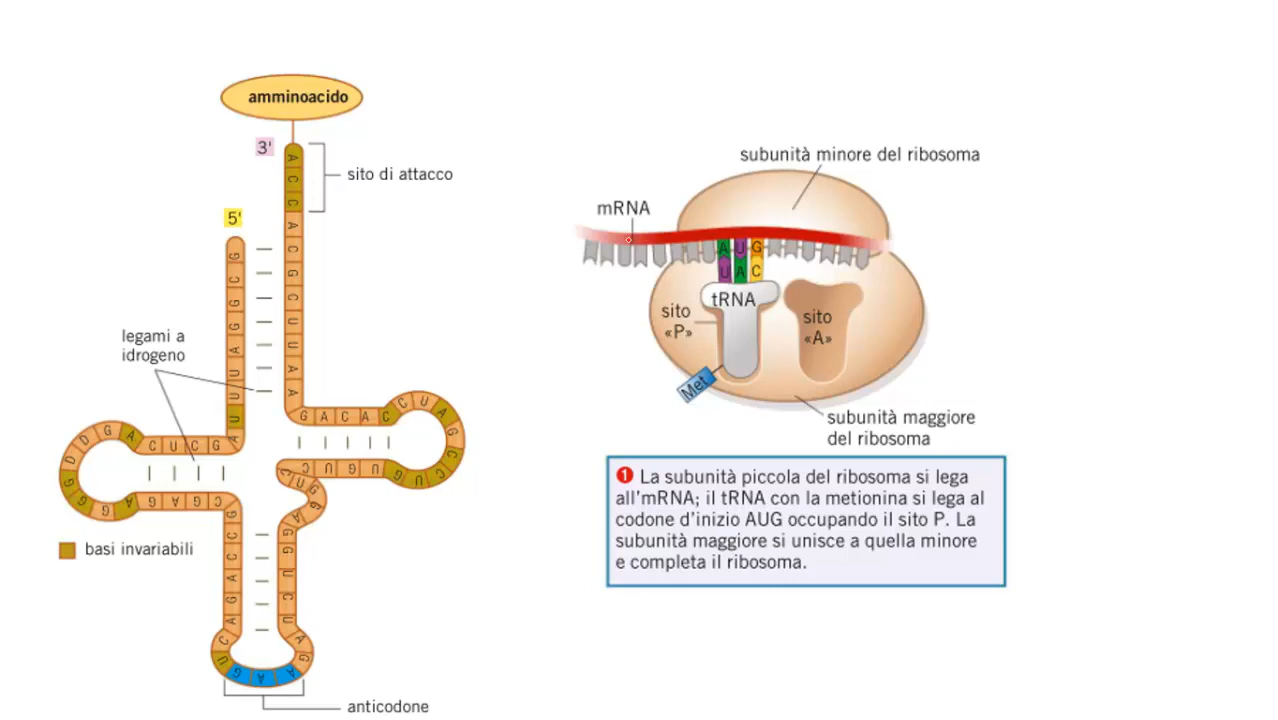 amminoacido
3'
sito di attacco
5'
legami a
idrogeno
basi invariabili
anticodone
subunità minore del ribosoma
mRNA
A U G
U A C
tRNA
sito
«P»
sito
«A»
Met
subunità maggiore
del ribosoma
1 La subunità piccola del ribosoma si lega
all'mRNA; il tRNA con la metionina si lega al
codone d'inizio AUG occupando il sito P. La
subunità maggiore si unisce a quella minore
e completa il ribosoma.